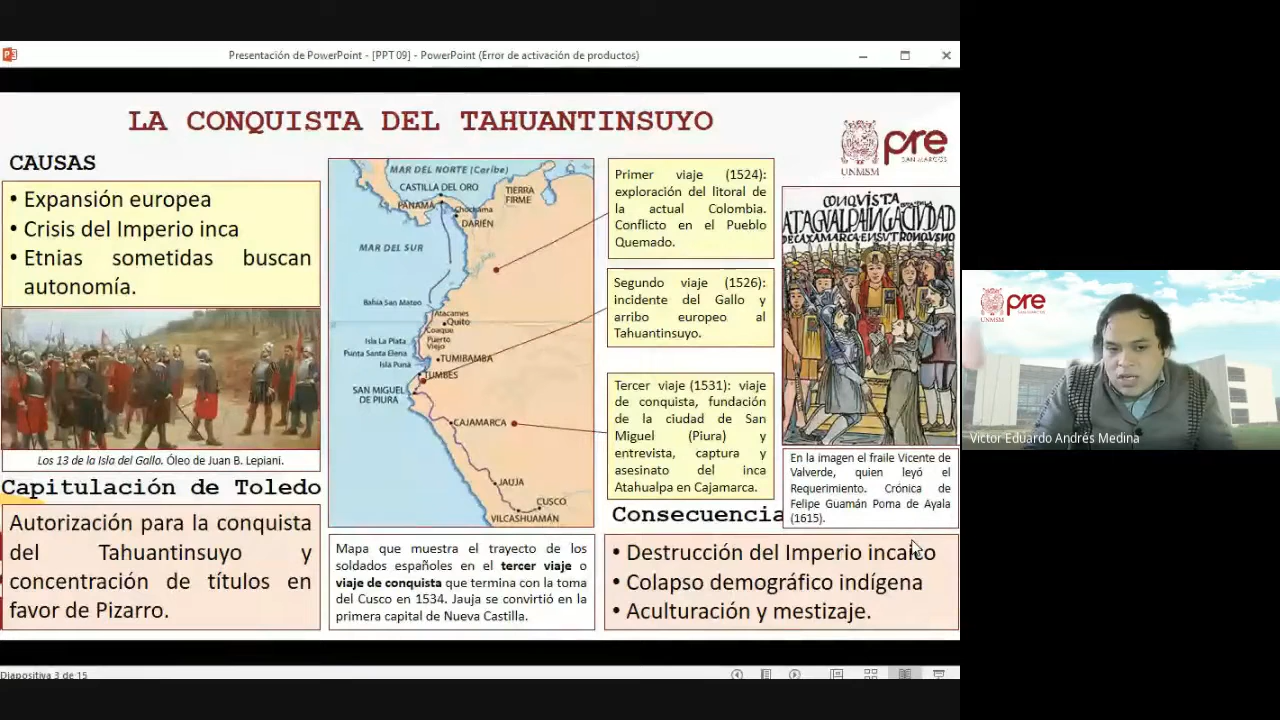 Presentación de PowerPoint - [PPT 09] - PowerPoint (Error de activación de productos)
LA CONQUISTA DEL TAHUANTINSUYO
CAUSAS
• Expansión europea
• Crisis del Imperio inca
• Etnias sometidas buscan
autonomía.
Los 13 de la Isla del Gallo. Óleo de Juan B. Lepiani.
Capitulación de Toledo
Autorización para la conquista
del Tahuantinsuyo y
concentración de títulos en
favor de Pizarro.
MAR DEL NORTE (Caribe)
CASTILLA DEL ORO
TIERRA
FIRME
PANAMÁ
Chochama
DARIÉN
MAR DEL SUR
Bahía San Mateo
Atacames
Quito
Coaque
Puerto
Viejo
Isla La Plata
Punta Santa Elena
Isla Puná
TUMIBAMBA
TUMBES
SAN MIGUEL
DE PIURA
CAJAMARCA
JAUJA
CUSCO
VILCASHUAMÁN
Mapa que muestra el trayecto de los
soldados españoles en el tercer viaje o
viaje de conquista que termina con la toma
del Cusco en 1534. Jauja se convirtió en la
primera capital de Nueva Castilla.
Primer viaje (1524):
exploración del litoral de
la actual Colombia.
Conflicto en el Pueblo
Quemado.
Segundo viaje (1526):
incidente del Gallo y
arribo europeo al
Tahuantinsuyo.
Tercer viaje (1531): viaje
de conquista, fundación
de la ciudad de San
Miguel (Piura) y
entrevista, captura y
asesinato del inca
Atahualpa en Cajamarca.
Consecuencia
• Destrucción del Imperio incaico
• Colapso demográfico indígena
• Aculturación y mestizaje.
UNMSM
pre
SAN MARCOS
CONQVISTA
ATAGVALPAINGACIVDAD
DECAXAMARCAENSUTRONOVSNO
En la imagen el fraile Vicente de
Valverde, quien leyó el
Requerimiento. Crónica de
Felipe Guamán Poma de Ayala
(1615).
Diapositiva 3 de 15
UNMSM
pre
Victor Eduardo Andrés Medina